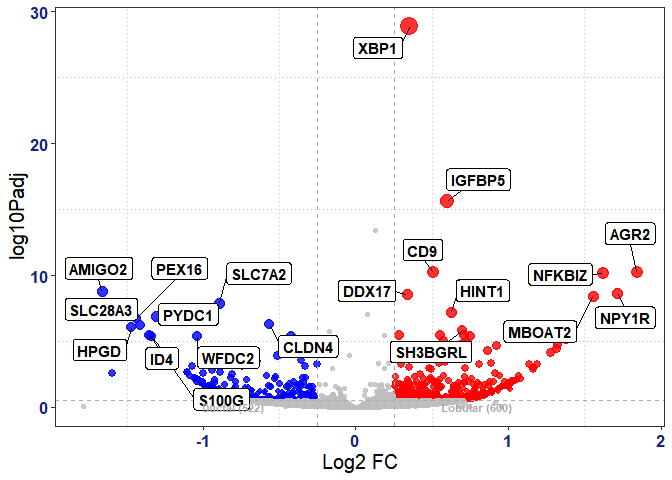 30
XBP1
20
IGFBP5
CD9
AGR2
AMIGO2
PEX16
SLC7A2
NFKBIZ
10
DDX17
HINT1
SLC28A3
PYDC1
NPY1R
MBOAT2
HPGD
ID4
WFDC2
CLDN4
SH3BGRL
S100G
0
Lobular (600)
-1
0
1
2
Log2 FC
log10Padj